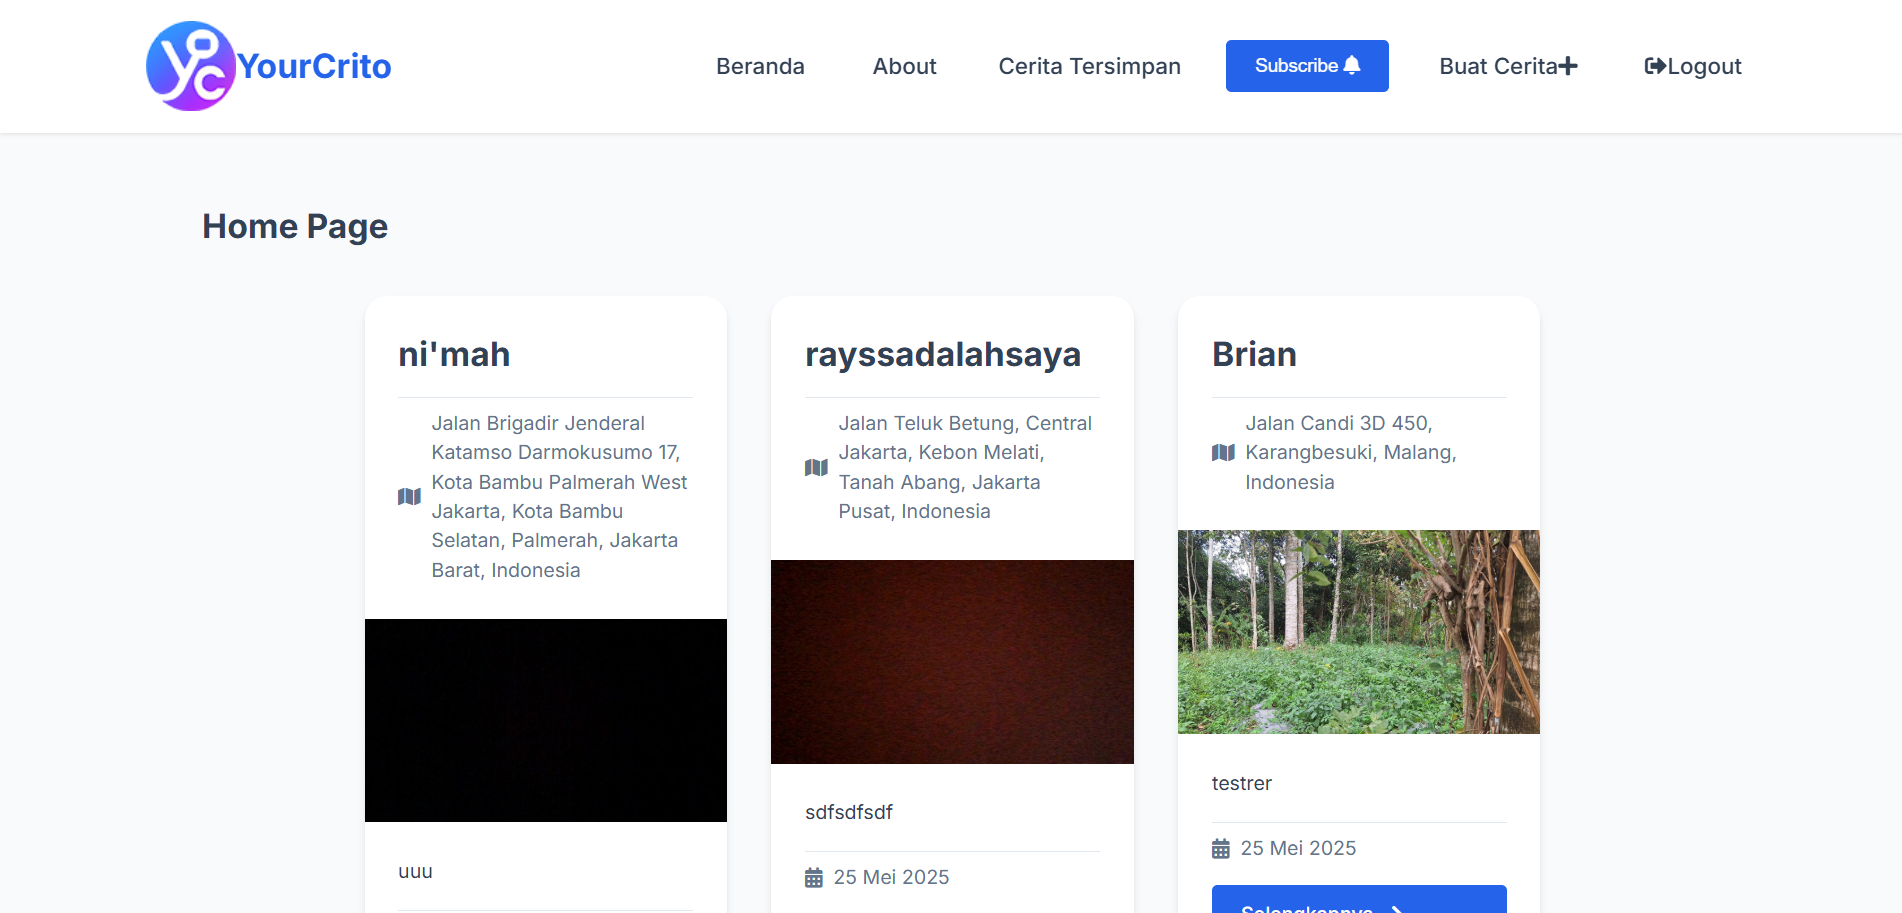 YourCrito
Beranda
About
Cerita Tersimpan
Subscribe
Buat Cerita
Logout
Home Page
ni'mah
Jalan Brigadir Jenderal
Katamso Darmokusumo 17,
Kota Bambu Palmerah West
Jakarta, Kota Bambu
Selatan, Palmerah, Jakarta
Barat, Indonesia
uuu
rayssadalahsaya
Jalan Teluk Betung, Central
Jakarta, Kebon Melati,
Tanah Abang, Jakarta
Pusat, Indonesia
sdfsdfsdf
25 Mei 2025
Brian
Jalan Candi 3D 450,
Karangbesuki, Malang,
Indonesia
testrer
25 Mei 2025
Selengkapnya